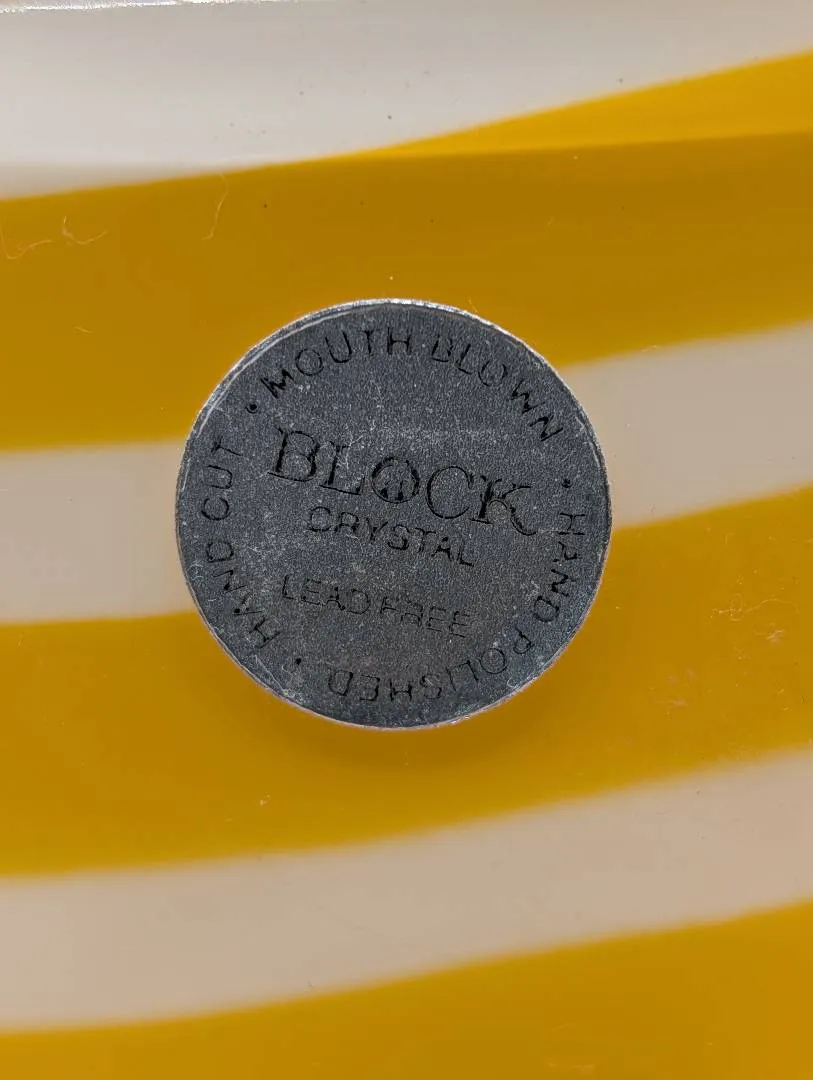 • MOUTH BLOWN • HAND POLISHED • HAND CUT
BLOCK
CRYSTAL
LEAD FREE